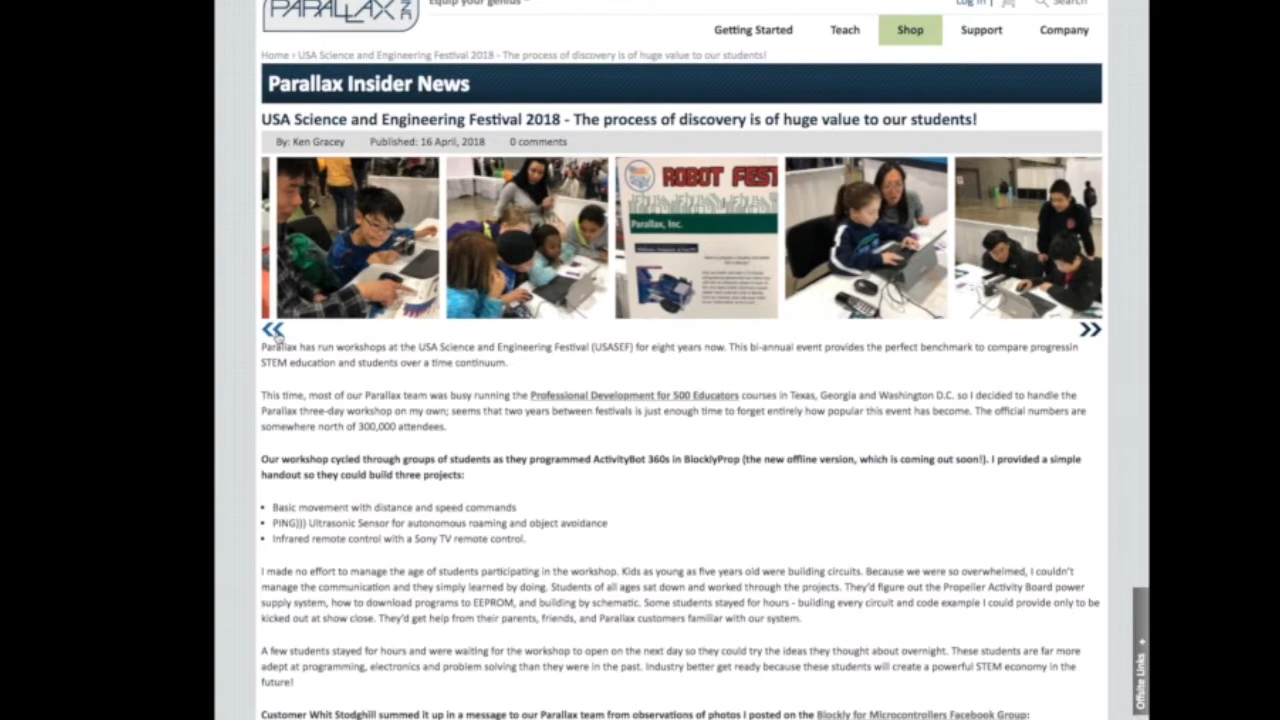 PARALLAX INC
Equip your genius
Log In | Search
Getting Started Teach Shop Support Company
Home › USA Science and Engineering Festival 2018 - The process of discovery is of huge value to our students!
Parallax Insider News
USA Science and Engineering Festival 2018 - The process of discovery is of huge value to our students!
By: Ken Gracey Published: 16 April, 2018 0 comments
ROBOT FEST
Parallax, Inc.
Parallax has run workshops at the USA Science and Engineering Festival (USASEF) for eight years now. This bi-annual event provides the perfect benchmark to compare progressin
STEM education and students over a time continuum.
This time, most of our Parallax team was busy running the Professional Development for 500 Educators courses in Texas, Georgia and Washington D.C. so I decided to handle the
Parallax three-day workshop on my own; seems that two years between festivals is just enough time to forget entirely how popular this event has become. The official numbers are
somewhere north of 300,000 attendees.
Our workshop cycled through groups of students as they programmed ActivityBot 360s in BlocklyProp (the new offline version, which is coming out soon!). I provided a simple
handout so they could build three projects:
• Basic movement with distance and speed commands
• PING))) Ultrasonic Sensor for autonomous roaming and object avoidance
• Infrared remote control with a Sony TV remote control.
I made no effort to manage the age of students participating in the workshop. Kids as young as five years old were building circuits. Because we were so overwhelmed, I couldn't
manage the communication and they simply learned by doing. Students of all ages sat down and worked through the projects. They'd figure out the Propeller Activity Board power
supply system, how to download programs to EEPROM, and building by schematic. Some students stayed for hours - building every circuit and code example I could provide only to be
kicked out at show close. They'd get help from their parents, friends, and Parallax customers familiar with our system.
A few students stayed for hours and were waiting for the workshop to open on the next day so they could try the ideas they thought about overnight. These students are far more
adept at programming, electronics and problem solving than they were in the past. Industry better get ready because these students will create a powerful STEM economy in the
future!
Customer Whit Stodghill summed it up in a message to our Parallax team from observations of photos I posted on the Blockly for Microcontrollers Facebook Group:
Offsite Links +